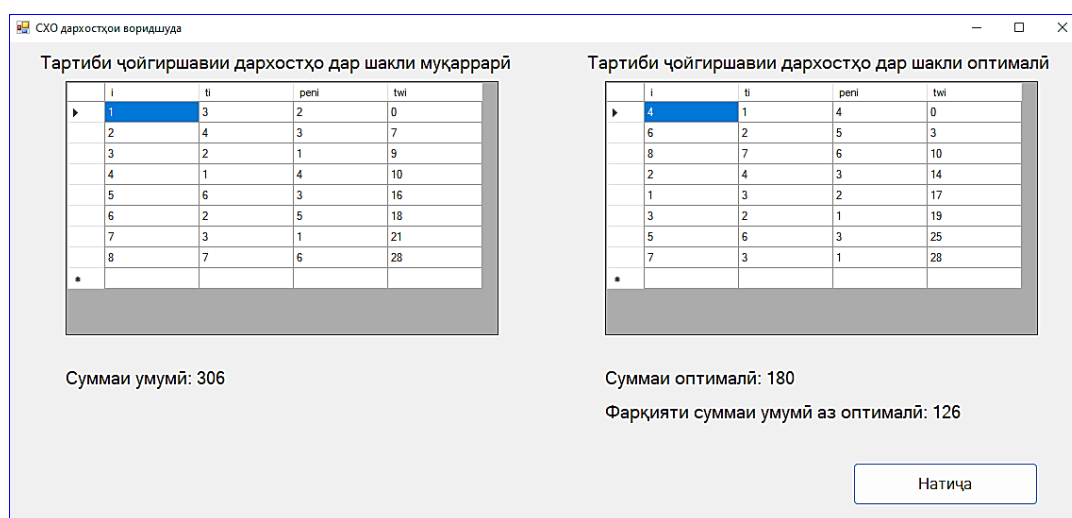 СХО дархостҳои воридшуда
Тартиби ҷойгиршавии дархостҳо дар шакли муқаррарӣ
i ti peni twi
1 3 2 0
2 4 3 7
3 2 1 9
4 1 4 10
5 6 3 16
6 2 5 18
7 3 1 21
8 7 6 28
Суммаи умумӣ: 306
Тартиби ҷойгиршавии дархостҳо дар шакли оптималӣ
i ti peni twi
4 1 4 0
6 2 5 3
8 7 6 10
2 4 3 14
1 3 2 17
3 2 1 19
5 6 3 25
7 3 1 28
Суммаи оптималӣ: 180
Фарқияти суммаи умумӣ аз оптималӣ: 126
Натиҷа